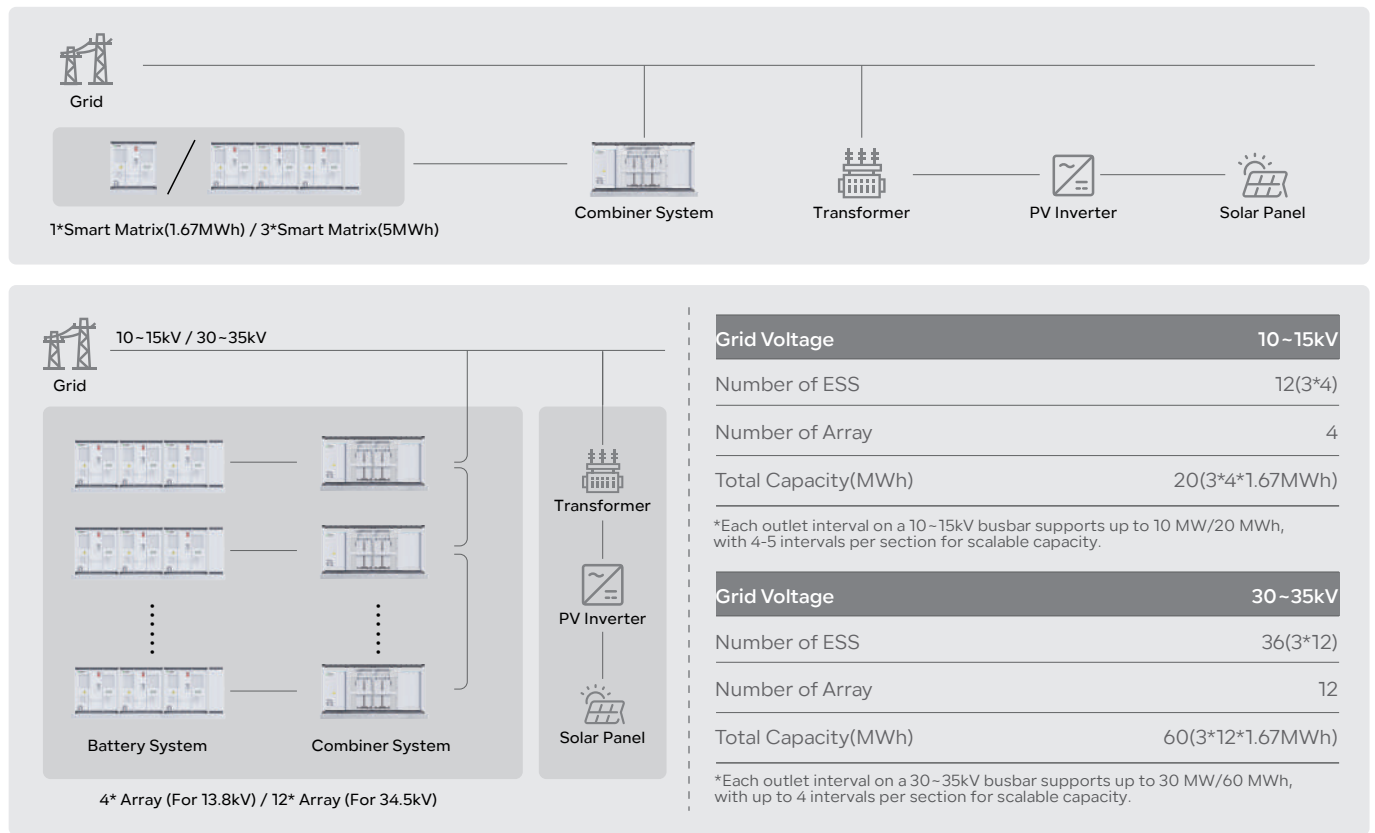 Grid
1*Smart Matrix(1.67MWh) / 3*Smart Matrix(5MWh)
Combiner System
Transformer
PV Inverter
Solar Panel
10~15kV / 30~35kV
Grid
Battery System
Combiner System
Transformer
PV Inverter
Solar Panel
4* Array (For 13.8kV) / 12* Array (For 34.5kV)
Grid Voltage 10~15kV
Number of ESS 12(3*4)
Number of Array 4
Total Capacity(MWh) 20(3*4*1.67MWh)
*Each outlet interval on a 10~15kV busbar supports up to 10 MW/20 MWh,
with 4-5 intervals per section for scalable capacity.
Grid Voltage 30~35kV
Number of ESS 36(3*12)
Number of Array 12
Total Capacity(MWh) 60(3*12*1.67MWh)
*Each outlet interval on a 30~35kV busbar supports up to 30 MW/60 MWh,
with up to 4 intervals per section for scalable capacity.